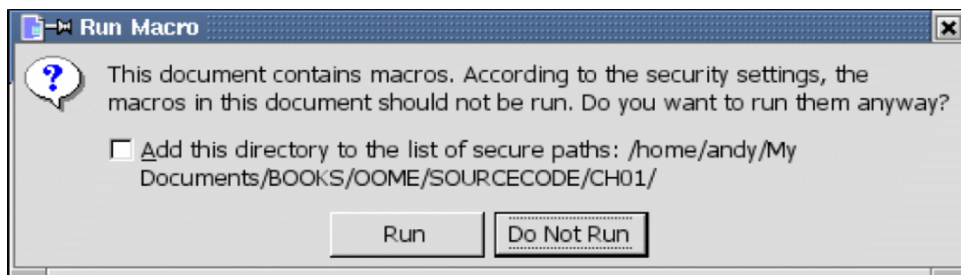 Run Macro
This document contains macros. According to the security settings, the
macros in this document should not be run. Do you want to run them anyway?
Add this directory to the list of secure paths: /home/andy/My
Documents/BOOKS/OOME/SOURCECODE/CH01/
Run
Do Not Run